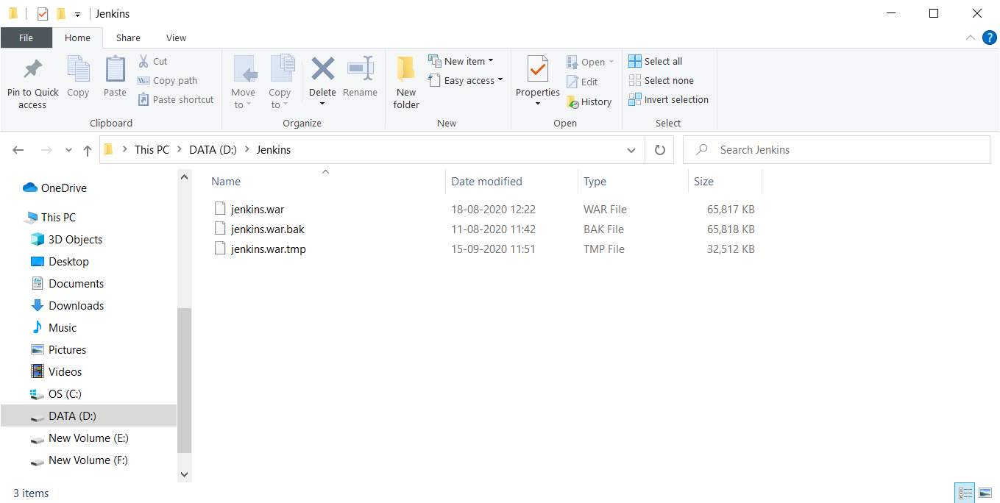 Jenkins
File Home Share View
Pin to Quick access
Copy
Paste
Cut
Copy path
Paste shortcut
Clipboard
Move to
Copy to
Delete
Rename
Organize
New folder
New item
Easy access
New
Properties
Open
Edit
History
Open
Select all
Select none
Invert selection
Select
This PC DATA (D:) Jenkins
Search Jenkins
OneDrive
This PC
3D Objects
Desktop
Documents
Downloads
Music
Pictures
Videos
OS (C:)
DATA (D:)
New Volume (E:)
New Volume (F:)
Name Date modified Type Size
jenkins.war 18-08-2020 12:22 WAR File 65,817 KB
jenkins.war.bak 11-08-2020 11:42 BAK File 65,818 KB
jenkins.war.tmp 15-09-2020 11:51 TMP File 32,512 KB
3 items